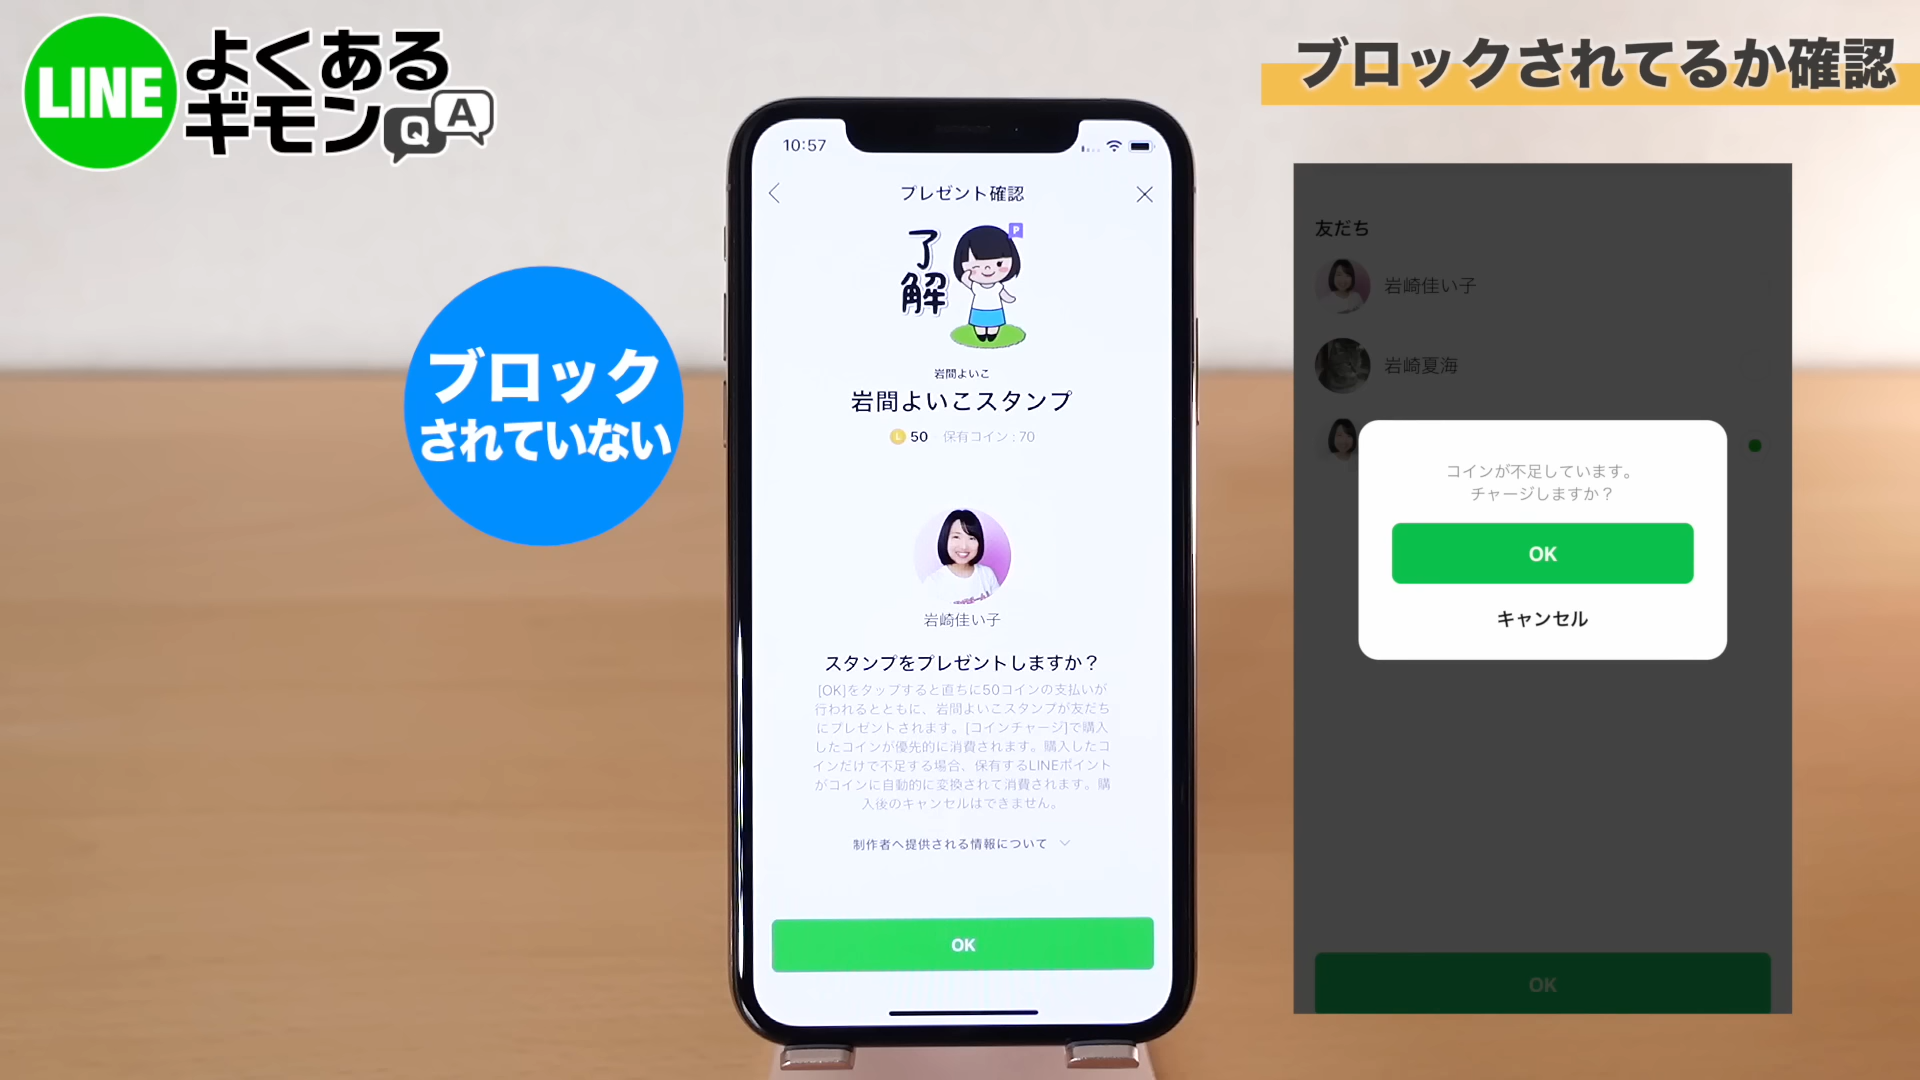 LINE
よくある
ギモン
Q A
ブロックされてるか確認
ブロック
されていない
10:57
プレゼント確認
了解
P
岩間よいこ
岩間よいこスタンプ
L 50 保有コイン : 70
岩崎佳い子
スタンプをプレゼントしますか？
[OK]をタップすると直ちに50コインの支払いが
行われるとともに、岩間よいこスタンプが友だち
にプレゼントされます。[コインチャージ]で購入
したコインが優先的に消費されます。購入したコ
インだけで不足する場合、保有するLINEポイント
がコインに自動的に変換されて消費されます。購
入後のキャンセルはできません。
制作者へ提供される情報について
OK
友だち
岩崎佳い子
岩崎夏海
コインが不足しています。
チャージしますか？
OK
キャンセル
OK